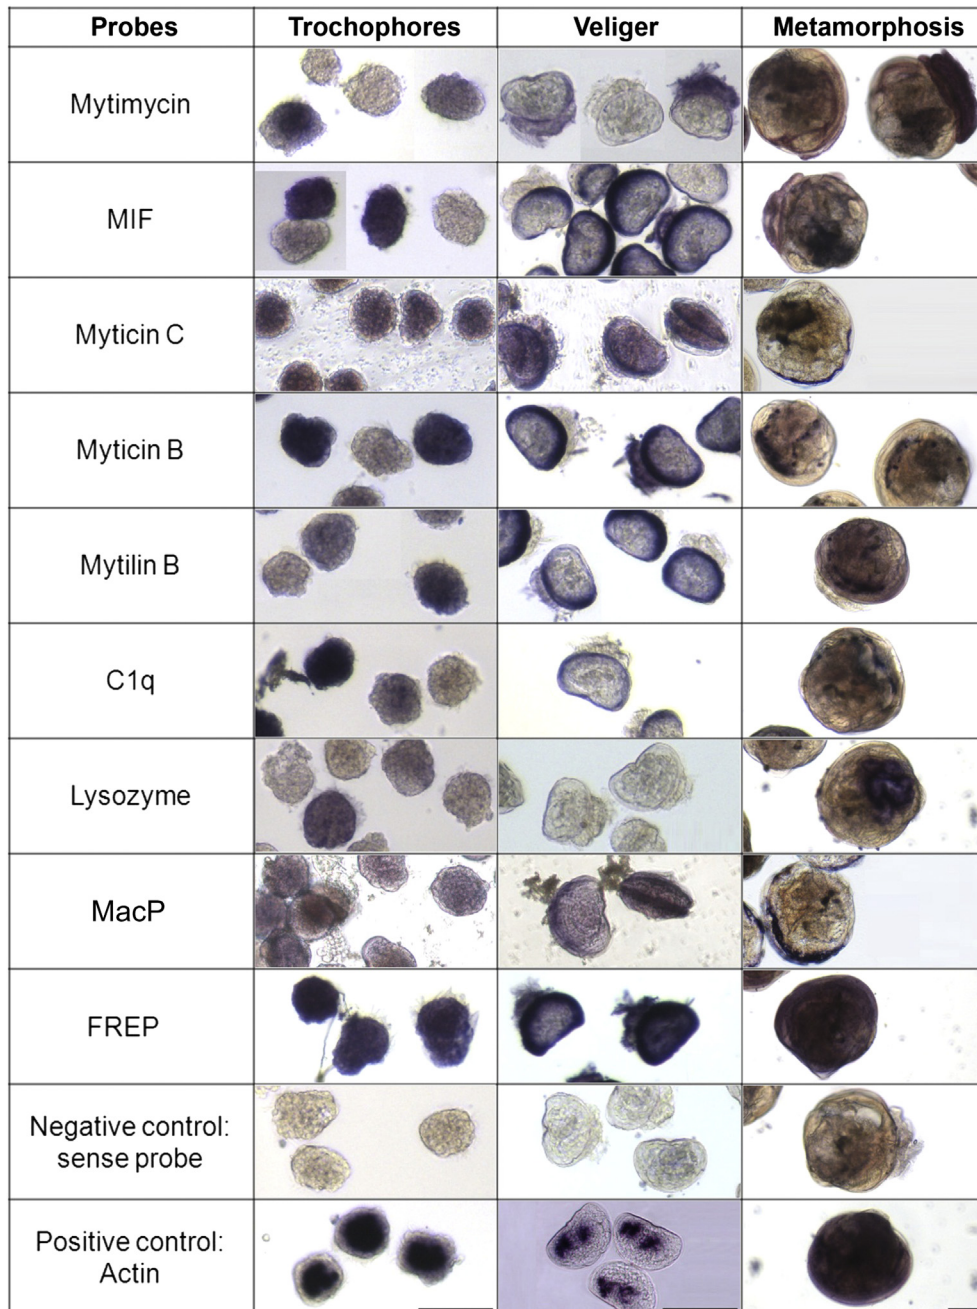 Probes Trochophores Veliger Metamorphosis
Mytimycin
MIF
Myticin C
Myticin B
Mytilin B
C1q
Lysozyme
MacP
FREP
Negative control:
sense probe
Positive control:
Actin